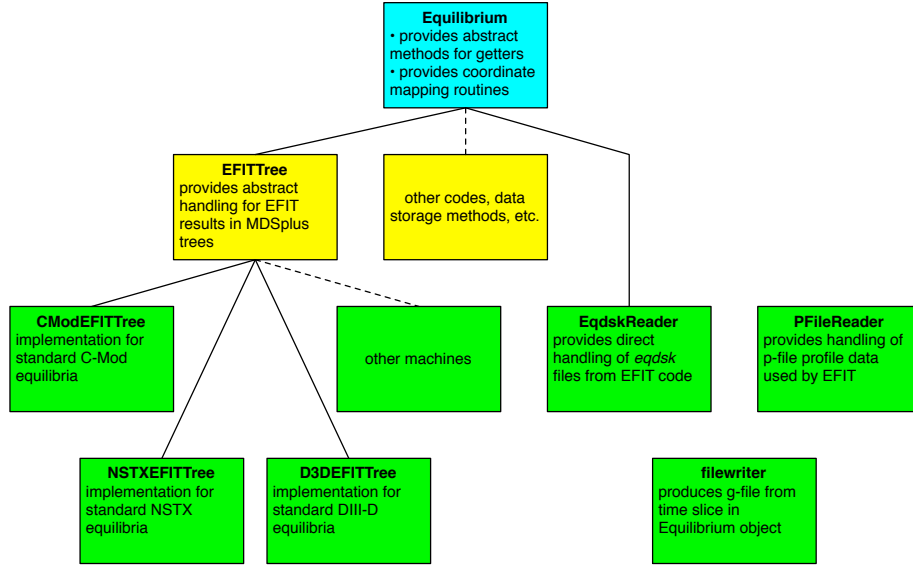 Equilibrium
• provides abstract
methods for getters
• provides coordinate
mapping routines
EFITTree
provides abstract
handling for EFIT
results in MDSplus
trees
other codes, data
storage methods, etc.
CModEFITTree
implementation for
standard C-Mod
equilibria
other machines
EqdskReader
provides direct
handling of eqdsk
files from EFIT code
PFileReader
provides handling of
p-file profile data
used by EFIT
NSTXEFITTree
implementation for
standard NSTX
equilibria
D3DEFITTree
implementation for
standard DIII-D
equilibria
filewriter
produces g-file from
time slice in
Equilibrium object